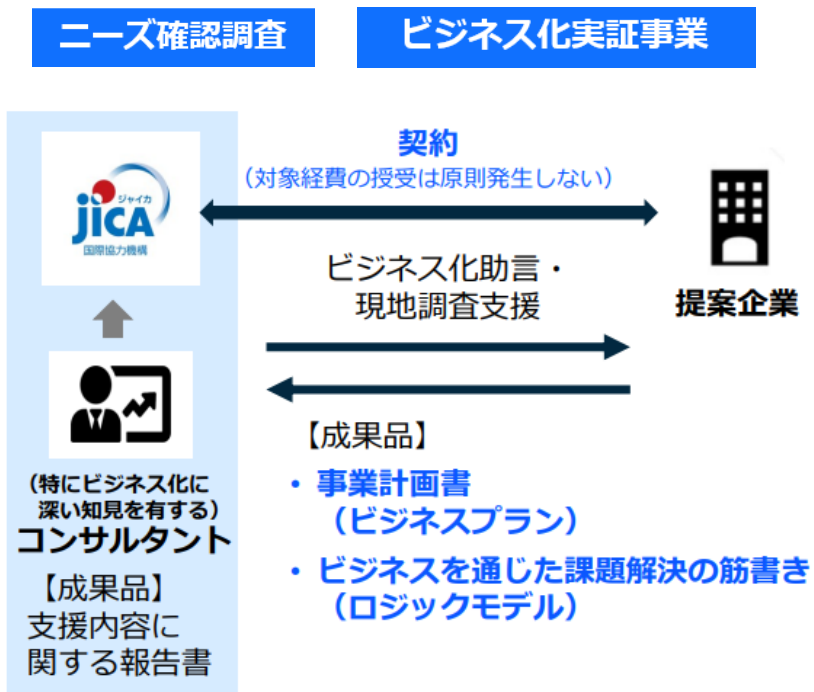 ニーズ確認調査
ビジネス化実証事業
契約
（対象経費の授受は原則発生しない）
ジャイカ
jICA
国際協力機構
ビジネス化助言・
現地調査支援
提案企業
【成果品】
・事業計画書
（ビジネスプラン）
・ビジネスを通じた課題解決の筋書き
（ロジックモデル）
（特にビジネス化に
深い知見を有する）
コンサルタント
【成果品】
支援内容に
関する報告書